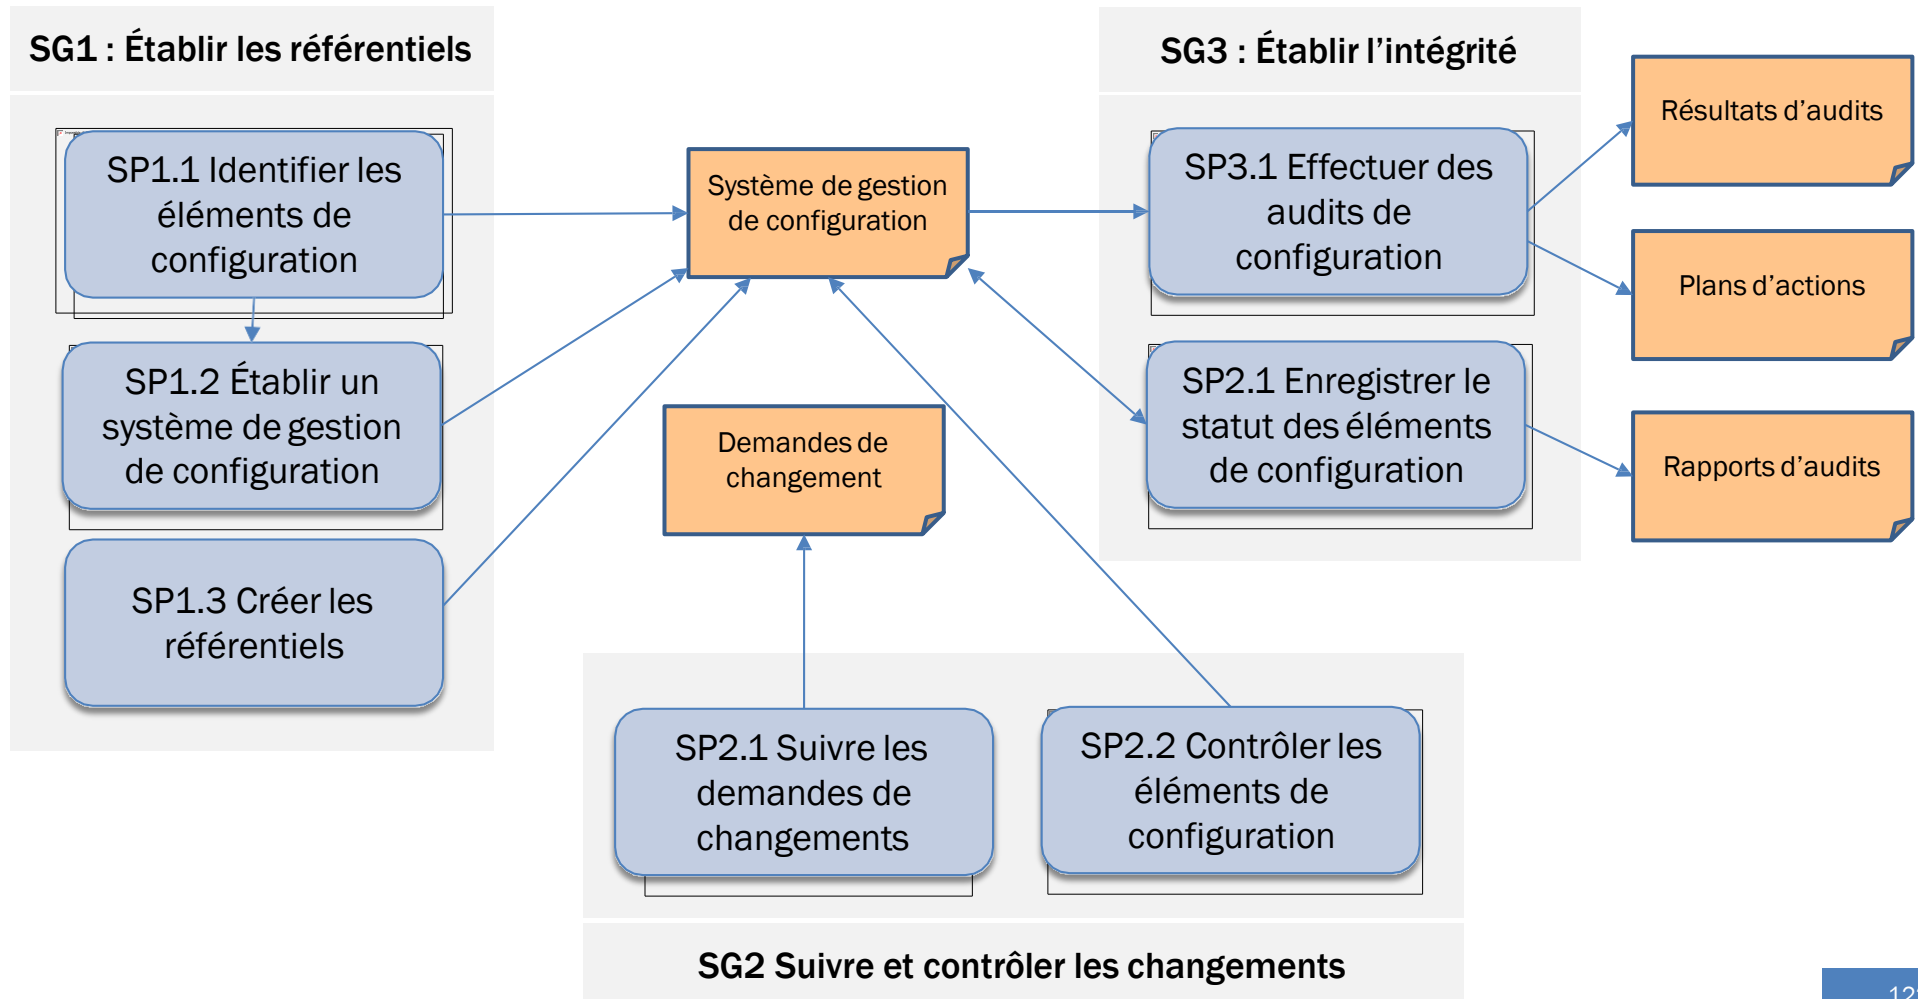 SG1 : Établir les référentiels
SP1.1 Identifier les
éléments de
configuration
SP1.2 Établir un
système de gestion
de configuration
SP1.3 Créer les
référentiels
Système de gestion
de configuration
Demandes de
changement
SP2.1 Suivre les
demandes de
changements
SP2.2 Contrôler les
éléments de
configuration
SG2 Suivre et contrôler les changements
SG3 : Établir l’intégrité
SP3.1 Effectuer des
audits de
configuration
SP2.1 Enregistrer le
statut des éléments
de configuration
Résultats d’audits
Plans d’actions
Rapports d’audits